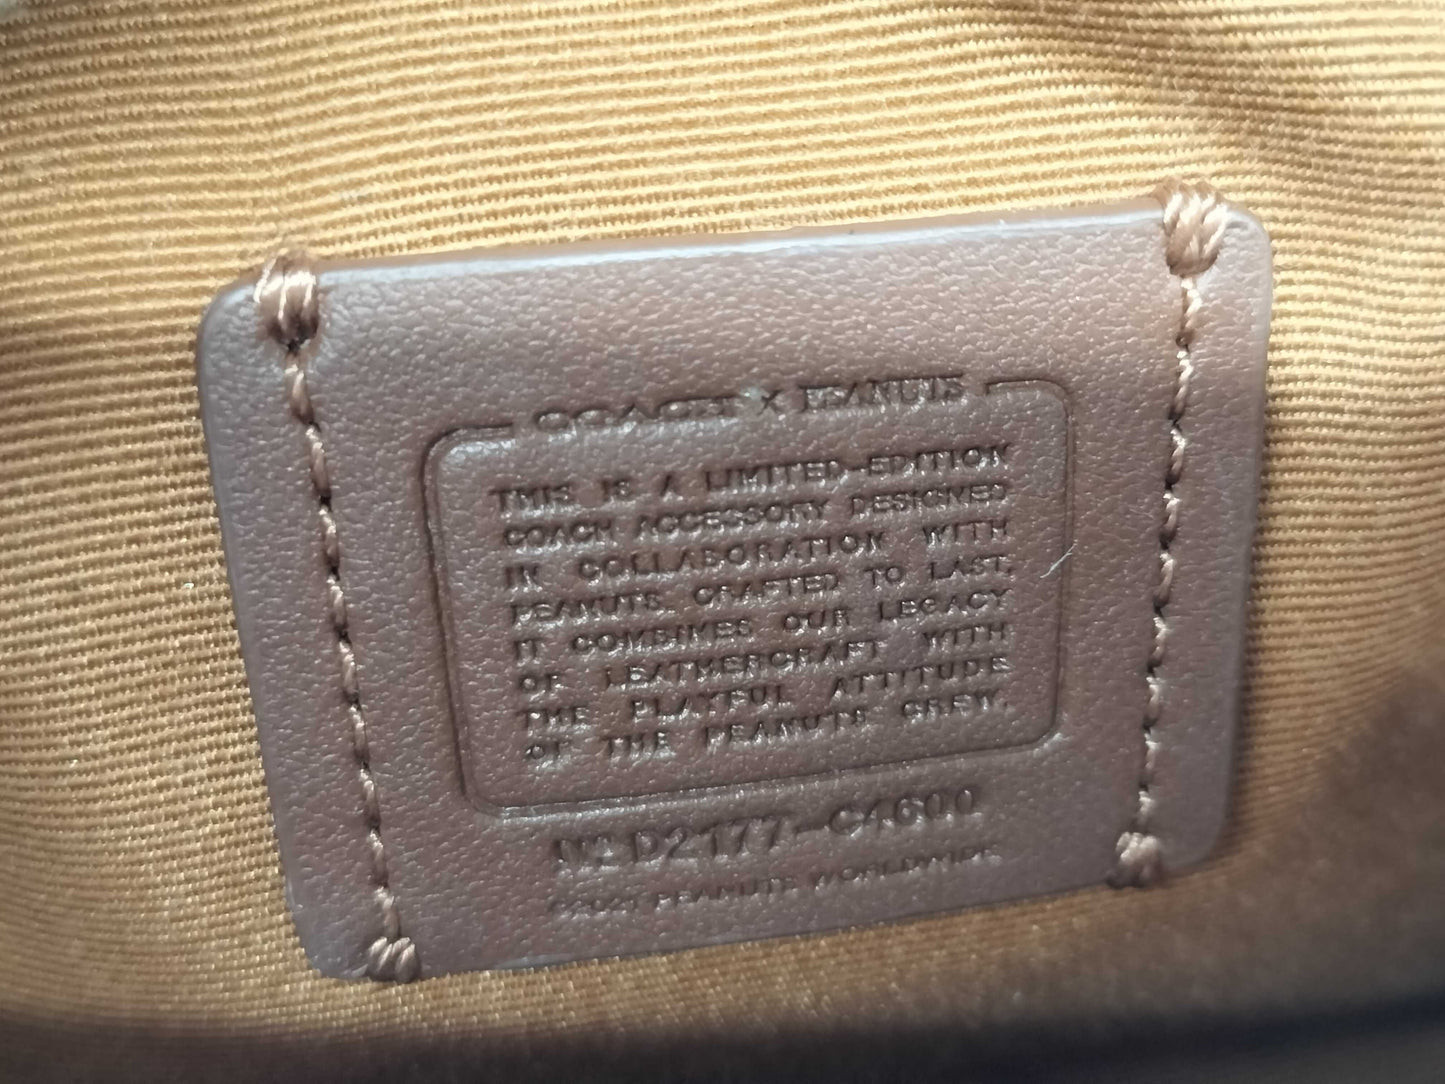 COACH X PEANUTS
THIS IS A LIMITED-EDITION
COACH ACCESSORY DESIGNED
IN COLLABORATION WITH
PEANUTS. CRAFTED TO LAST,
IT COMBINES OUR LEGACY
OF LEATHERCRAFT WITH
THE PLAYFUL ATTITUDE
OF THE PEANUTS CREW.
D2177-C4600
PEANUTS WORLDWIDE